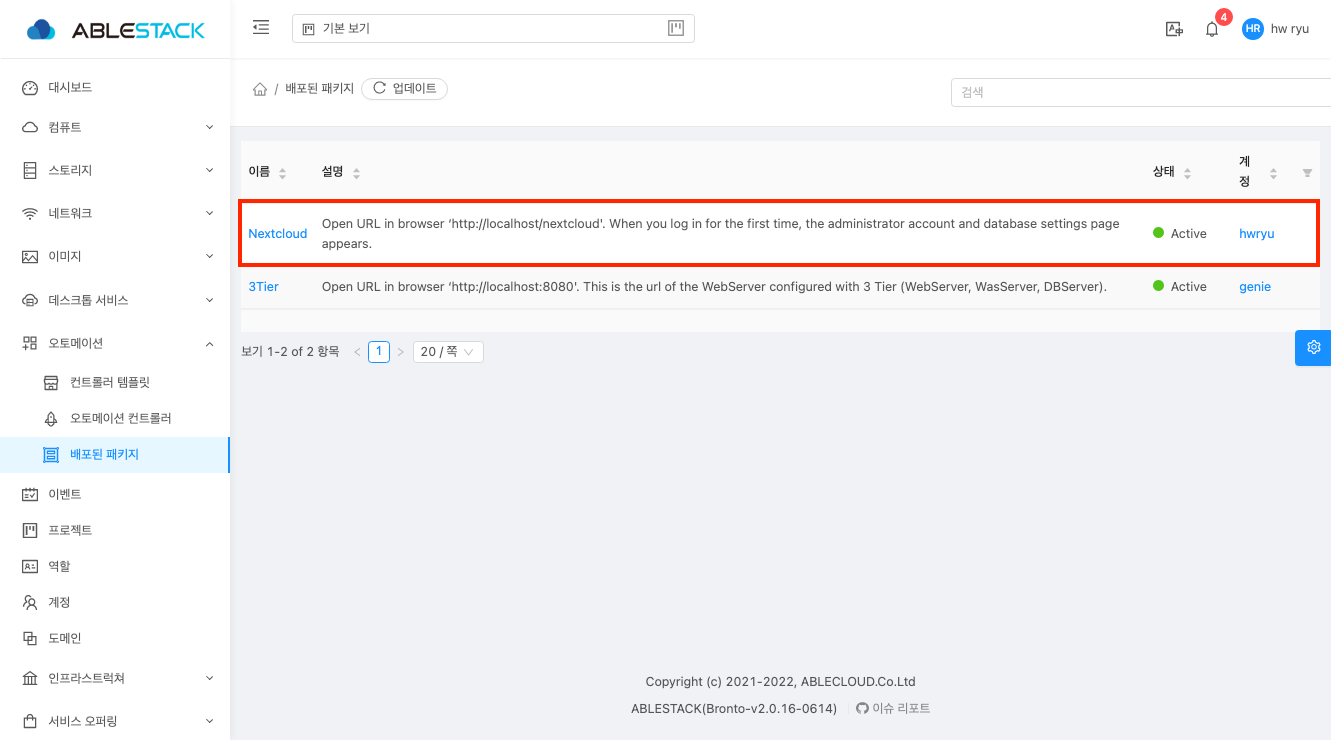 ABLESTACK
기본 보기
4
HR
hw ryu
대시보드
컴퓨트
스토리지
네트워크
이미지
데스크톱 서비스
오토메이션
컨트롤러 템플릿
오토메이션 컨트롤러
배포된 패키지
이벤트
프로젝트
역할
계정
도메인
인프라스트럭쳐
서비스 오퍼링
/ 배포된 패키지
업데이트
검색
이름
설명
상태
계
정
Nextcloud
Open URL in browser ‘http://localhost/nextcloud'. When you log in for the first time, the administrator account and database settings page
appears.
Active
hwryu
3Tier
Open URL in browser ‘http://localhost:8080'. This is the url of the WebServer configured with 3 Tier (WebServer, WasServer, DBServer).
Active
genie
보기 1-2 of 2 항목
<
1
>
20 / 쪽
Copyright (c) 2021-2022, ABLECLOUD.Co.Ltd
ABLESTACK(Bronto-v2.0.16-0614)
이슈 리포트